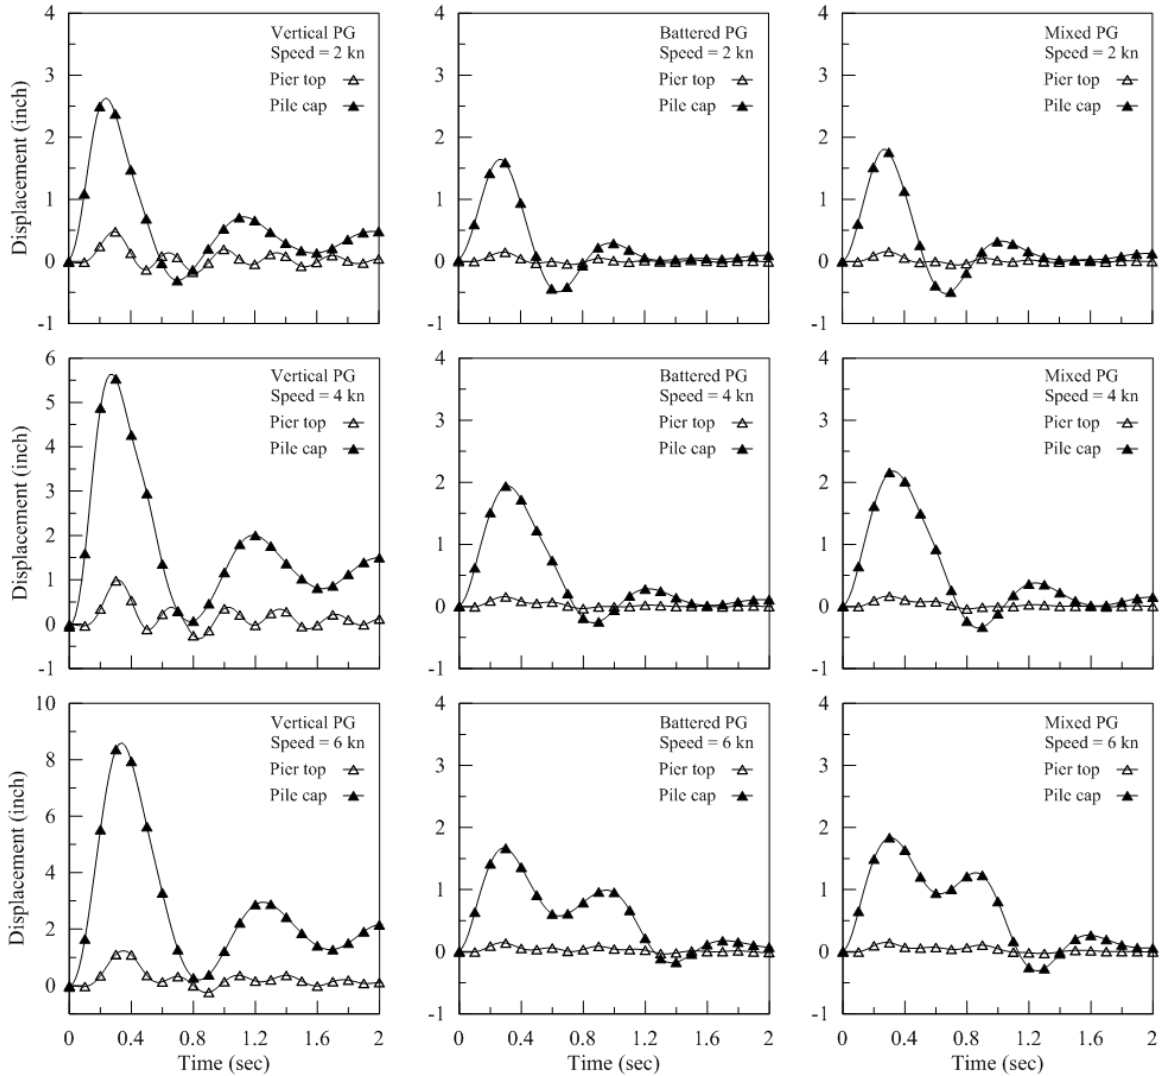 4
3
2
1
0
-1
Displacement (inch)
Vertical PG
Speed = 2 kn
Pier top
Pile cap
4
3
2
1
0
-1
Battered PG
Speed = 2 kn
Pier top
Pile cap
4
3
2
1
0
-1
Mixed PG
Speed = 2 kn
Pier top
Pile cap
6
5
4
3
2
1
0
-1
Displacement (inch)
Vertical PG
Speed = 4 kn
Pier top
Pile cap
4
3
2
1
0
-1
Battered PG
Speed = 4 kn
Pier top
Pile cap
4
3
2
1
0
-1
Mixed PG
Speed = 4 kn
Pier top
Pile cap
10
8
6
4
2
0
Displacement (inch)
Vertical PG
Speed = 6 kn
Pier top
Pile cap
0 0.4 0.8 1.2 1.6 2
Time (sec)
4
3
2
1
0
-1
Battered PG
Speed = 6 kn
Pier top
Pile cap
0 0.4 0.8 1.2 1.6 2
Time (sec)
4
3
2
1
0
-1
Mixed PG
Speed = 6 kn
Pier top
Pile cap
0 0.4 0.8 1.2 1.6 2
Time (sec)